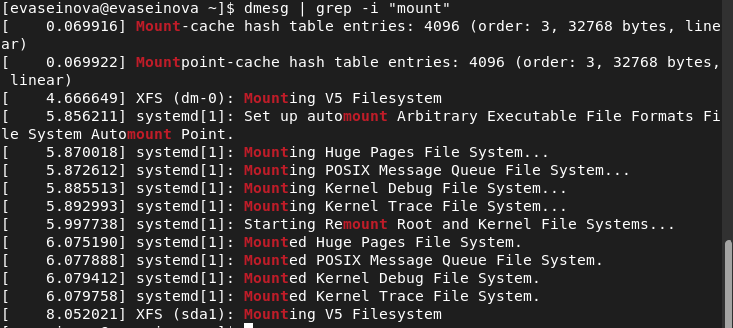 [evaseinova@evaseinova ~]$ dmesg | grep -i "mount"
[    0.069916] Mount-cache hash table entries: 4096 (order: 3, 32768 bytes, line
ar)
[    0.069922] Mountpoint-cache hash table entries: 4096 (order: 3, 32768 bytes,
 linear)
[    4.666649] XFS (dm-0): Mounting V5 Filesystem
[    5.856211] systemd[1]: Set up automount Arbitrary Executable File Formats Fi
le System Automount Point.
[    5.870018] systemd[1]: Mounting Huge Pages File System...
[    5.872612] systemd[1]: Mounting POSIX Message Queue File System...
[    5.885513] systemd[1]: Mounting Kernel Debug File System...
[    5.892993] systemd[1]: Mounting Kernel Trace File System...
[    5.997738] systemd[1]: Starting Remount Root and Kernel File Systems...
[    6.075190] systemd[1]: Mounted Huge Pages File System.
[    6.077888] systemd[1]: Mounted POSIX Message Queue File System.
[    6.079412] systemd[1]: Mounted Kernel Debug File System.
[    6.079758] systemd[1]: Mounted Kernel Trace File System.
[    8.052021] XFS (sda1): Mounting V5 Filesystem